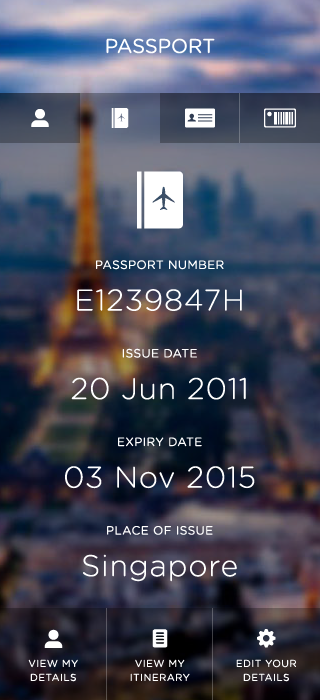 PASSPORT
PASSPORT NUMBER
E1239847H
ISSUE DATE
20 Jun 2011
EXPIRY DATE
03 Nov 2015
PLACE OF ISSUE
Singapore
VIEW MY
DETAILS
VIEW MY
ITINERARY
EDIT YOUR
DETAILS